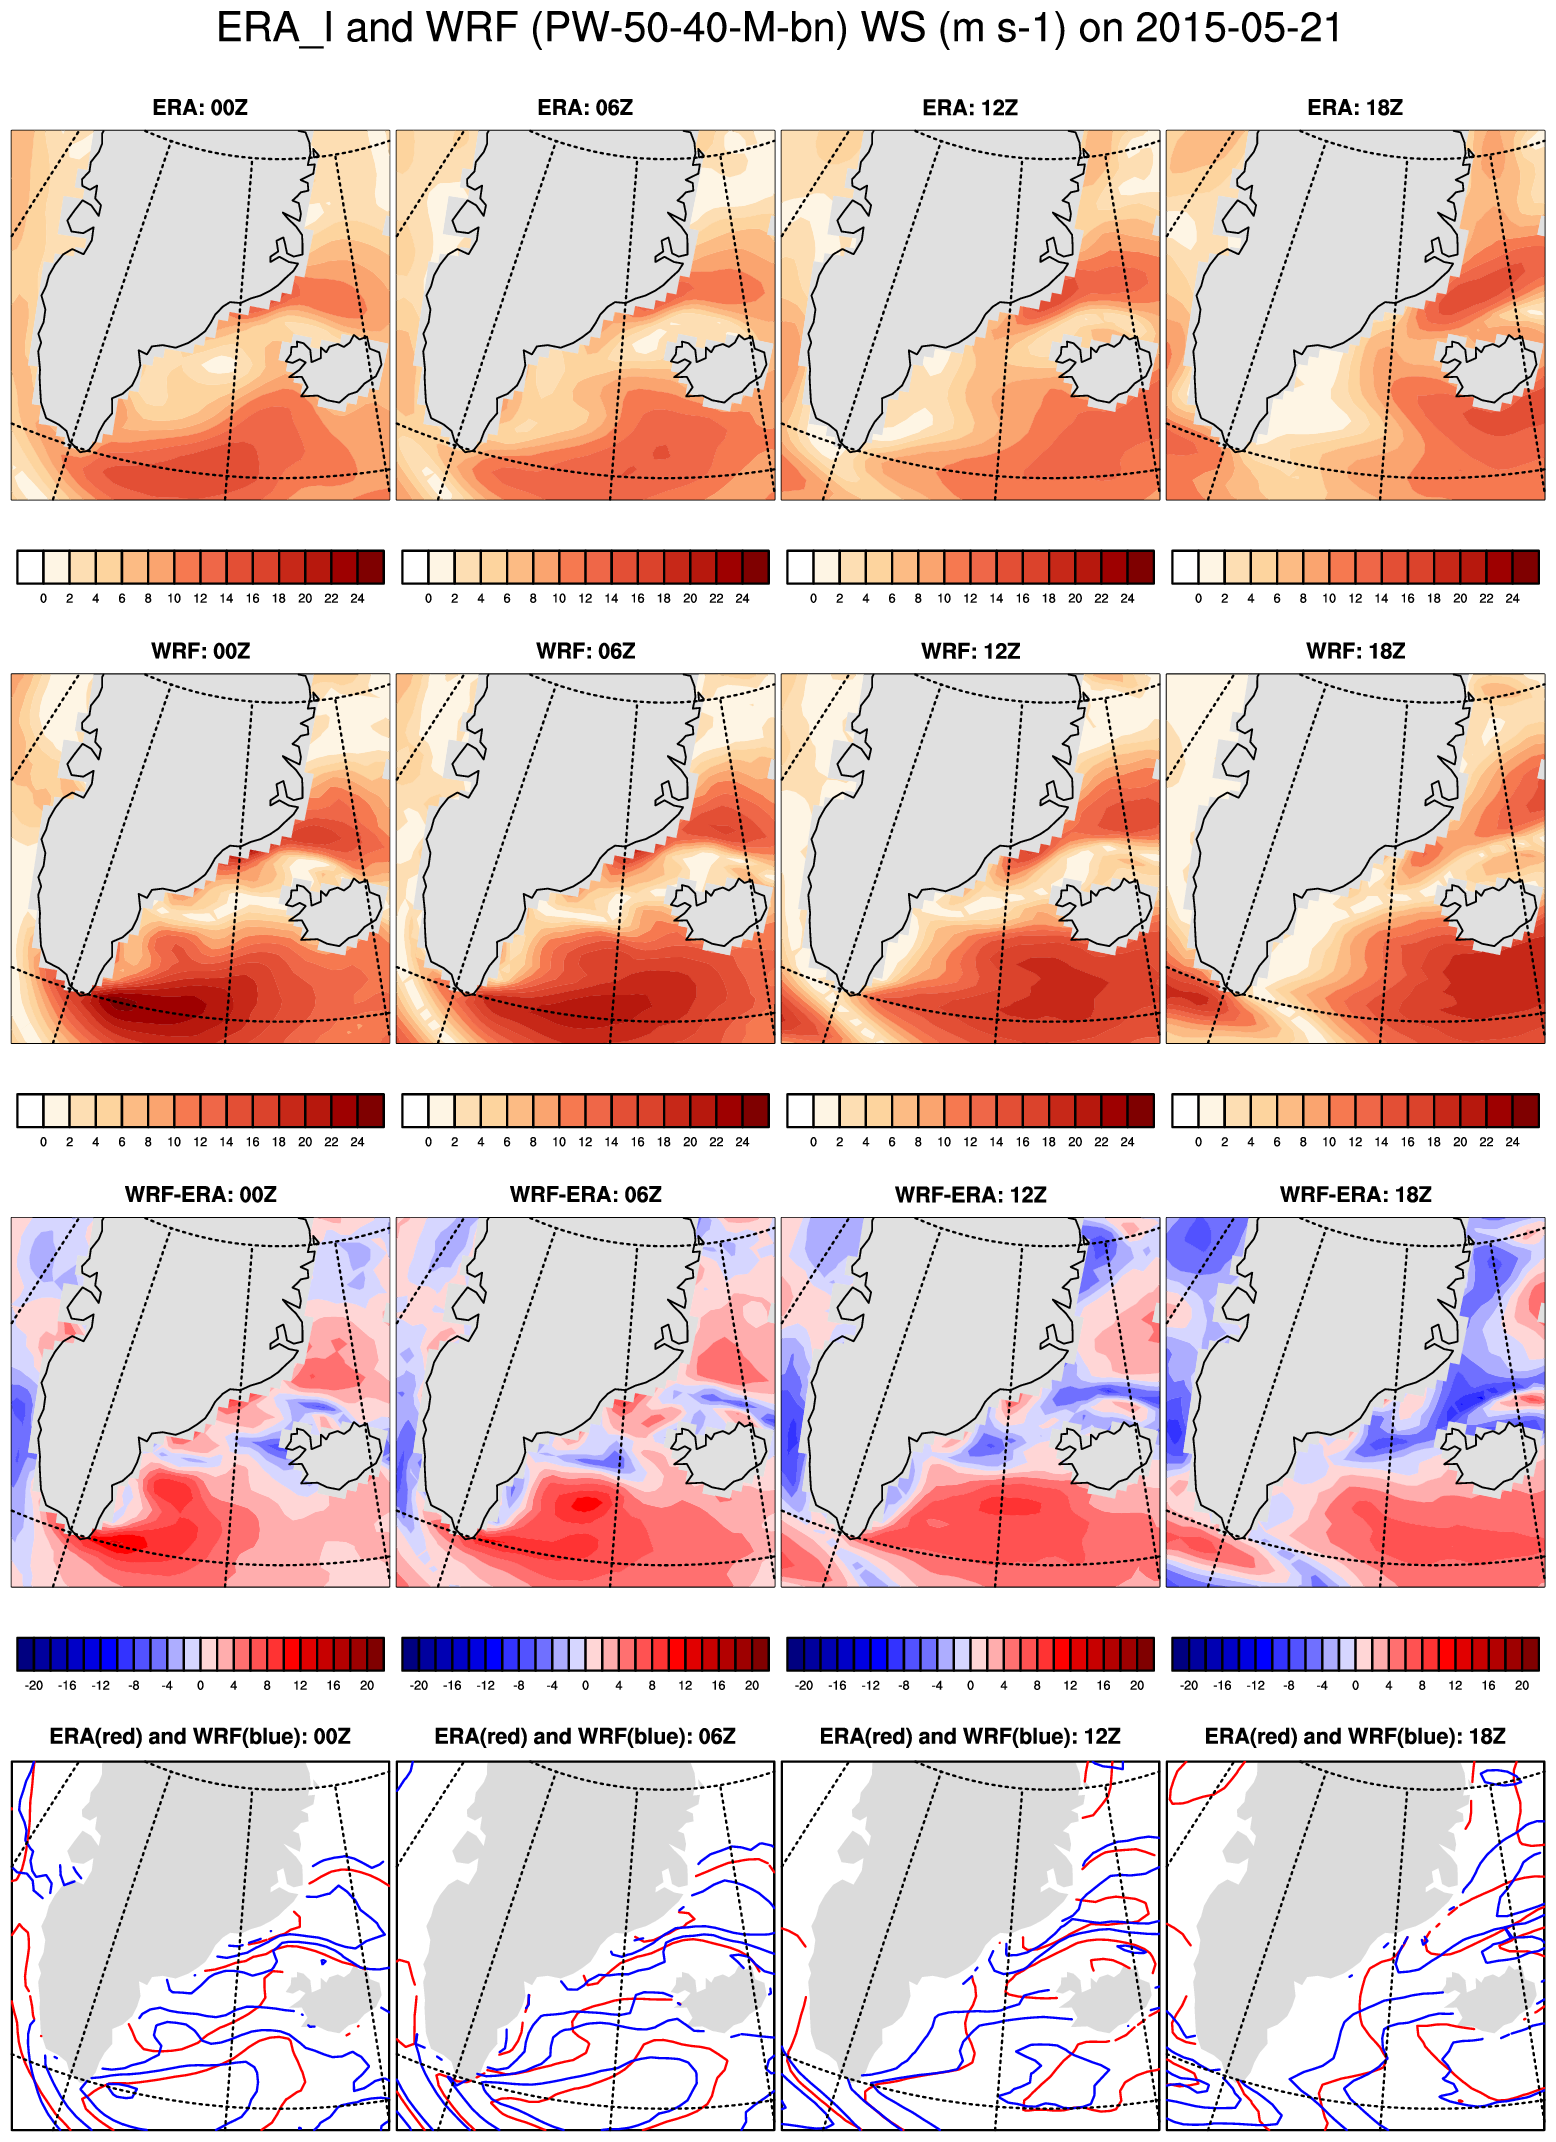 ERA_I and WRF (PW-50-40-M-bn) WS (m s-1) on 2015-05-21
ERA: 00Z ERA: 06Z ERA: 12Z ERA: 18Z
0 2 4 6 8 10 12 14 16 18 20 22 24 0 2 4 6 8 10 12 14 16 18 20 22 24 0 2 4 6 8 10 12 14 16 18 20 22 24 0 2 4 6 8 10 12 14 16 18 20 22 24
WRF: 00Z WRF: 06Z WRF: 12Z WRF: 18Z
0 2 4 6 8 10 12 14 16 18 20 22 24 0 2 4 6 8 10 12 14 16 18 20 22 24 0 2 4 6 8 10 12 14 16 18 20 22 24 0 2 4 6 8 10 12 14 16 18 20 22 24
WRF-ERA: 00Z WRF-ERA: 06Z WRF-ERA: 12Z WRF-ERA: 18Z
-20 -16 -12 -8 -4 0 4 8 12 16 20 -20 -16 -12 -8 -4 0 4 8 12 16 20 -20 -16 -12 -8 -4 0 4 8 12 16 20 -20 -16 -12 -8 -4 0 4 8 12 16 20
ERA(red) and WRF(blue): 00Z ERA(red) and WRF(blue): 06Z ERA(red) and WRF(blue): 12Z ERA(red) and WRF(blue): 18Z